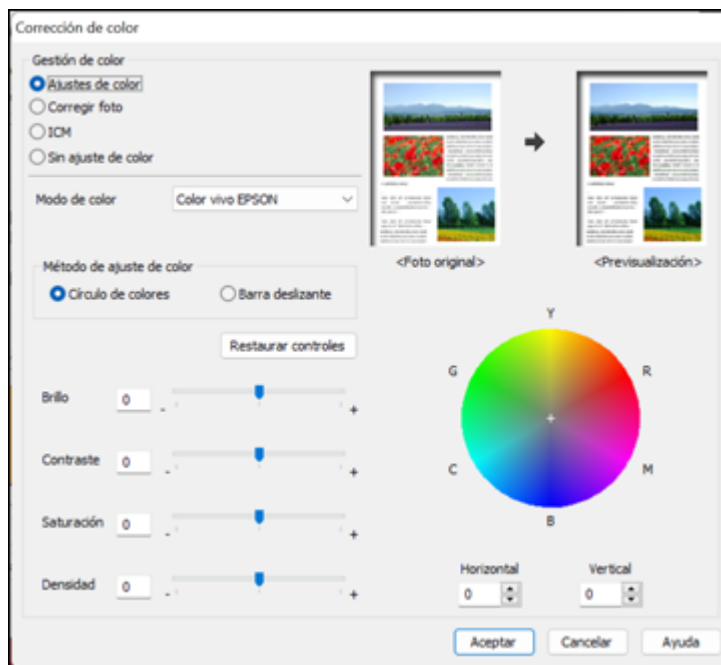 Corrección de color
Gestión de color
Ajustes de color
Corregir foto
ICM
Sin ajuste de color
Modo de color
Color vivo EPSON
<Foto original>
<Previsualización>
Método de ajuste de color
Círculo de colores
Barra deslizante
Restaurar controles
Brillo
0
-
+
Contraste
0
-
+
Saturación
0
-
+
Densidad
0
-
+
Y
G
R
C
M
B
Horizontal
Vertical
0
0
Aceptar
Cancelar
Ayuda